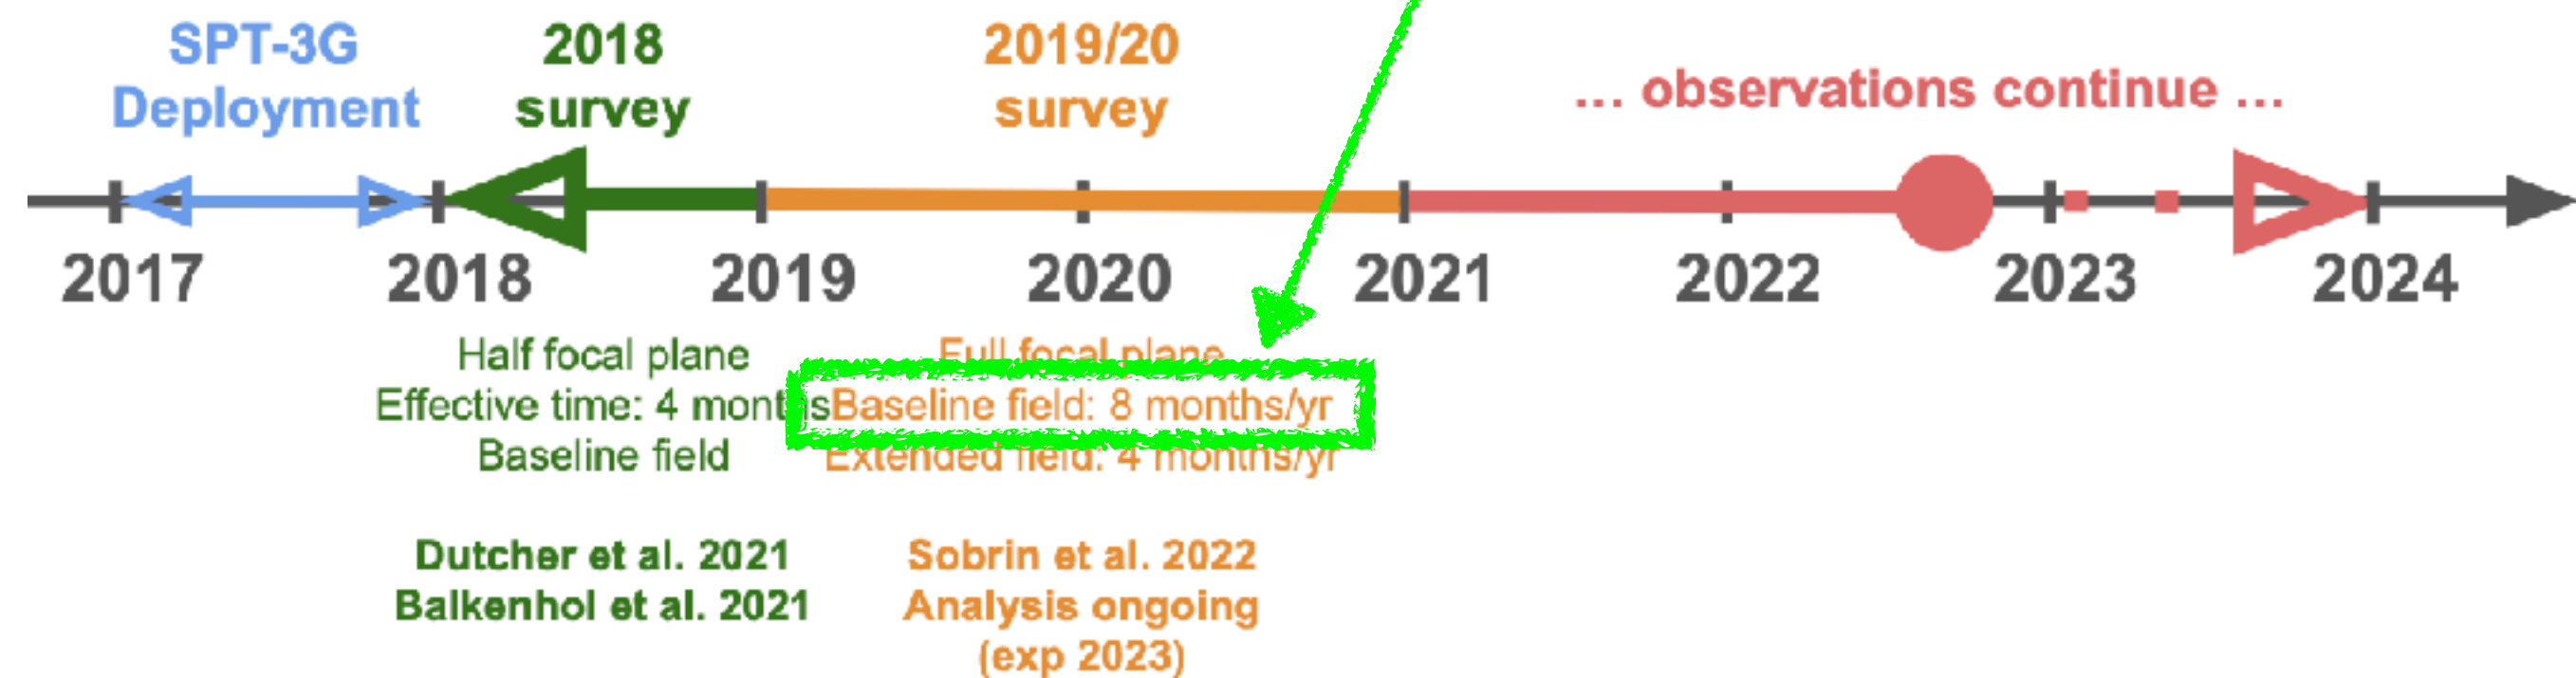 SPT-3G
Deployment
2018
survey
2019/20
survey
... observations continue ...
2017
2018
2019
2020
2021
2022
2023
2024
Half focal plane
Effective time: 4 months
Baseline field
Full focal plane
Baseline field: 8 months/yr
Extended field: 4 months/yr
Dutcher et al. 2021
Balkenhol et al. 2021
Sobrin et al. 2022
Analysis ongoing
(exp 2023)